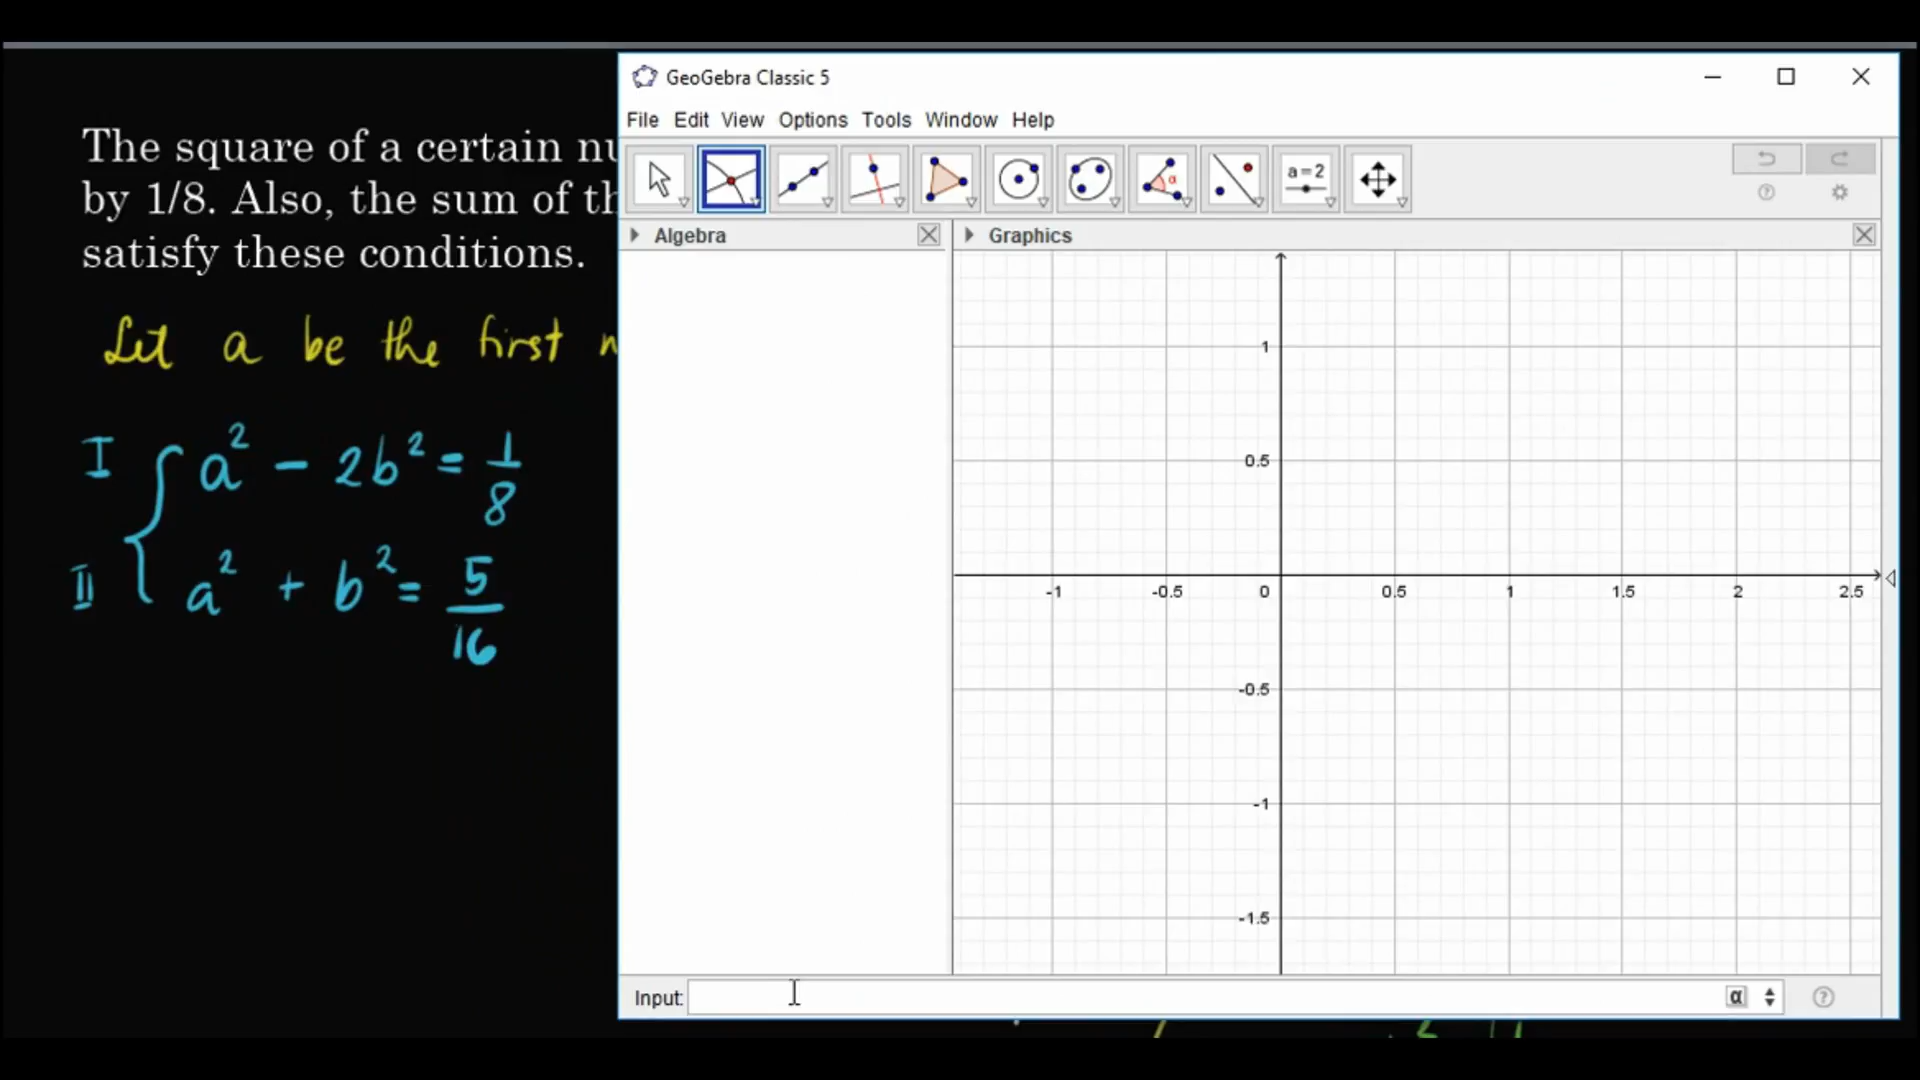 The square of a certain
by 1/8. Also, the sum of
satisfy these conditions.
Let a be the first
I a² - 2b² = 1/8
II a² + b² = 5/16
GeoGebra Classic 5
File Edit View Options Tools Window Help
α a=2
Algebra
Graphics
1
0.5
-1 -0.5 0 0.5 1 1.5 2 2.5
-0.5
-1
-1.5
Input: α